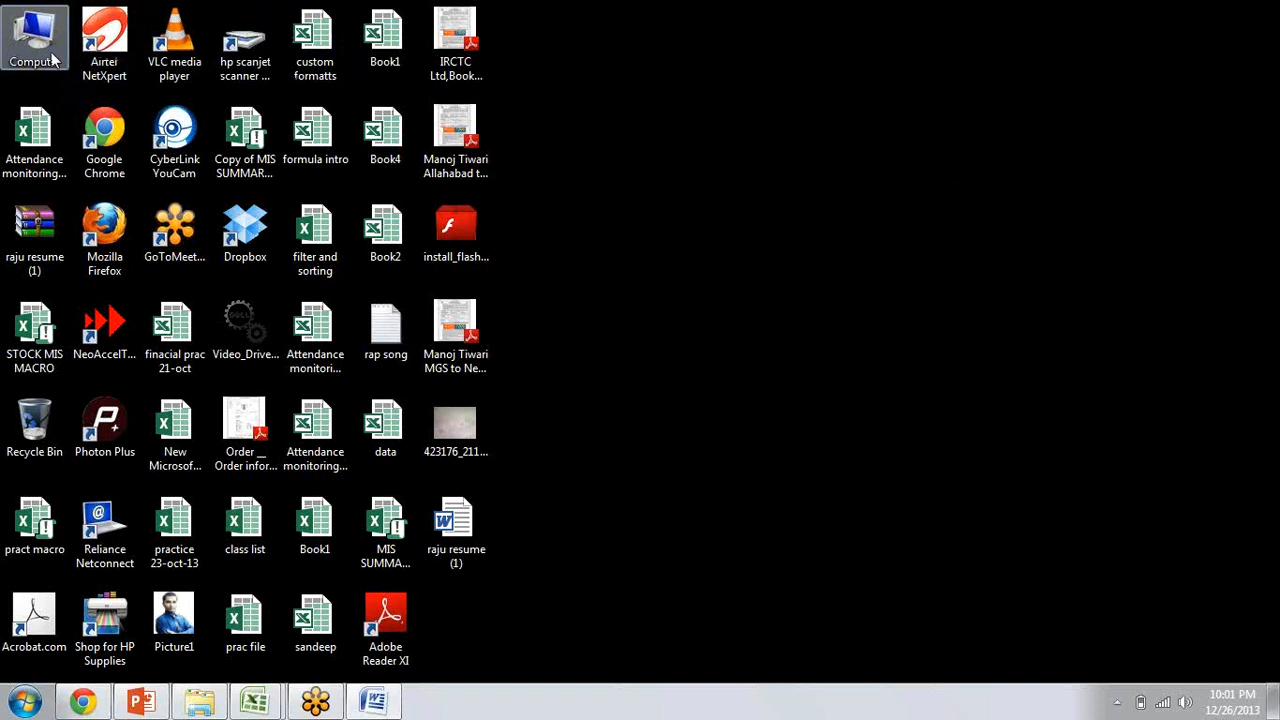 Comput
Airtel
NetXpert
VLC media
player
hp scanjet
scanner ...
custom
formatts
Book1
IRCTC
Ltd,Book...
monitoring...
Google
Chrome
CyberLink
YouCam
Copy of MIS
SUMMAR...
formula intro
Book4
Manoj Tiwari
Allahabad t...
raju resume
(1)
Mozilla
Firefox
GoToMeet...
Dropbox
filter and
sorting
Book2
install_flash...
STOCK MIS
MACRO
NeoAccelT...
finacial prac
21-oct
Video_Drive...
Attendance
monitori...
rap song
Manoj Tiwari
MGS to Ne...
Recycle Bin
Photon Plus
New
Microsof...
Order __
Order infor...
Attendance
monitoring...
data
423176_211...
pract macro
Reliance
Netconnect
practice
23-oct-13
class list
Book1
MIS
SUMMA...
raju resume
(1)
Acrobat.com
Shop for HP
Supplies
Picture1
prac file
sandeep
Adobe
Reader XI
10:01 PM
12/26/2013